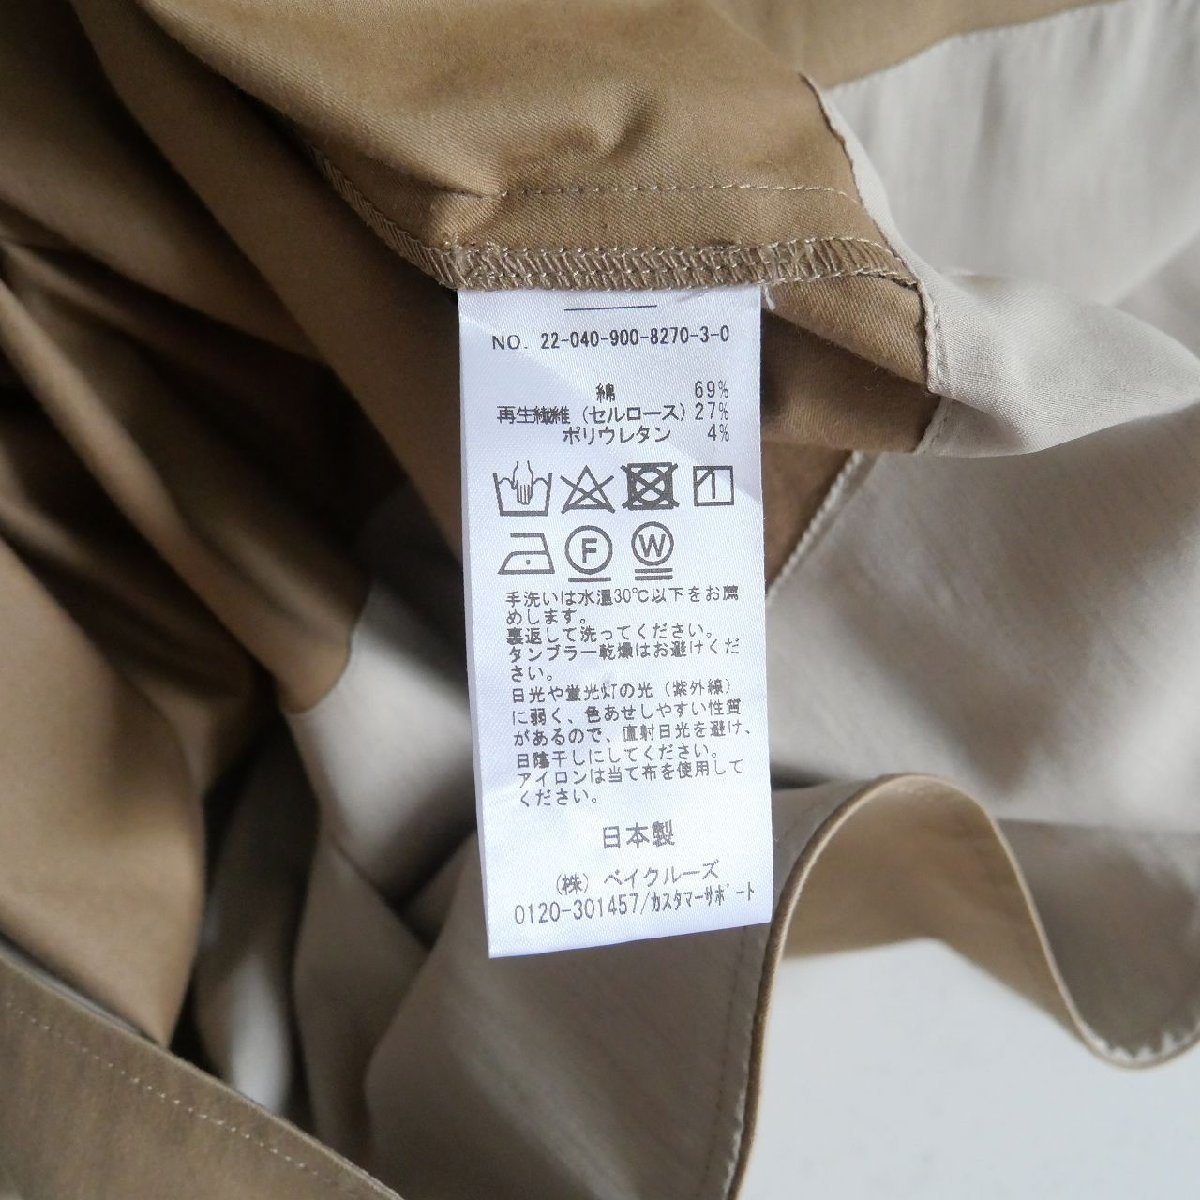 NO. 22-040-900-8270-3-0
綿 69%
再生繊維 (セルロース) 27%
ポリウレタン 4%
F W
手洗いは水温30℃以下をお薦
めします。
裏返して洗ってください。
タンブラー乾燥はお避けくだ
さい。
日光や蛍光灯の光 (紫外線)
に弱く、色あせしやすい性質
があるので、直射日光を避け、
日陰干しにしてください。
アイロンは当て布を使用して
ください。
日本製
(株) ベイクルーズ
0120-301457/カスタマーサポート